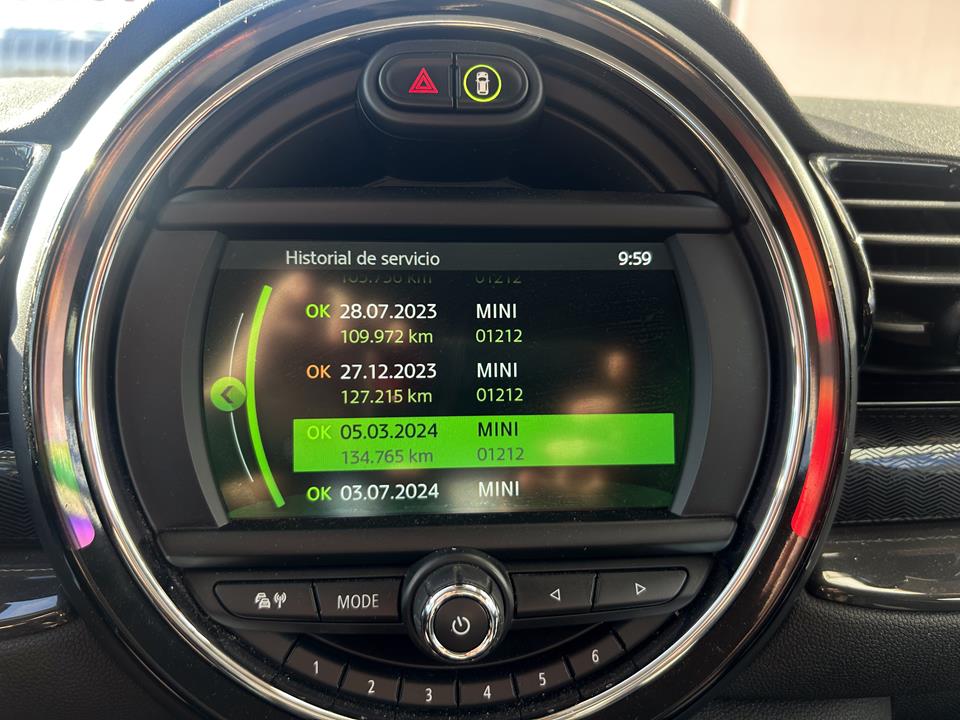 Historial de servicio 9:59
01212
OK 28.07.2023 MINI
109.972 km 01212
OK 27.12.2023 MINI
127.215 km 01212
OK 05.03.2024 MINI
134.765 km 01212
OK 03.07.2024 MINI
MODE
1 2 3 4 5 6